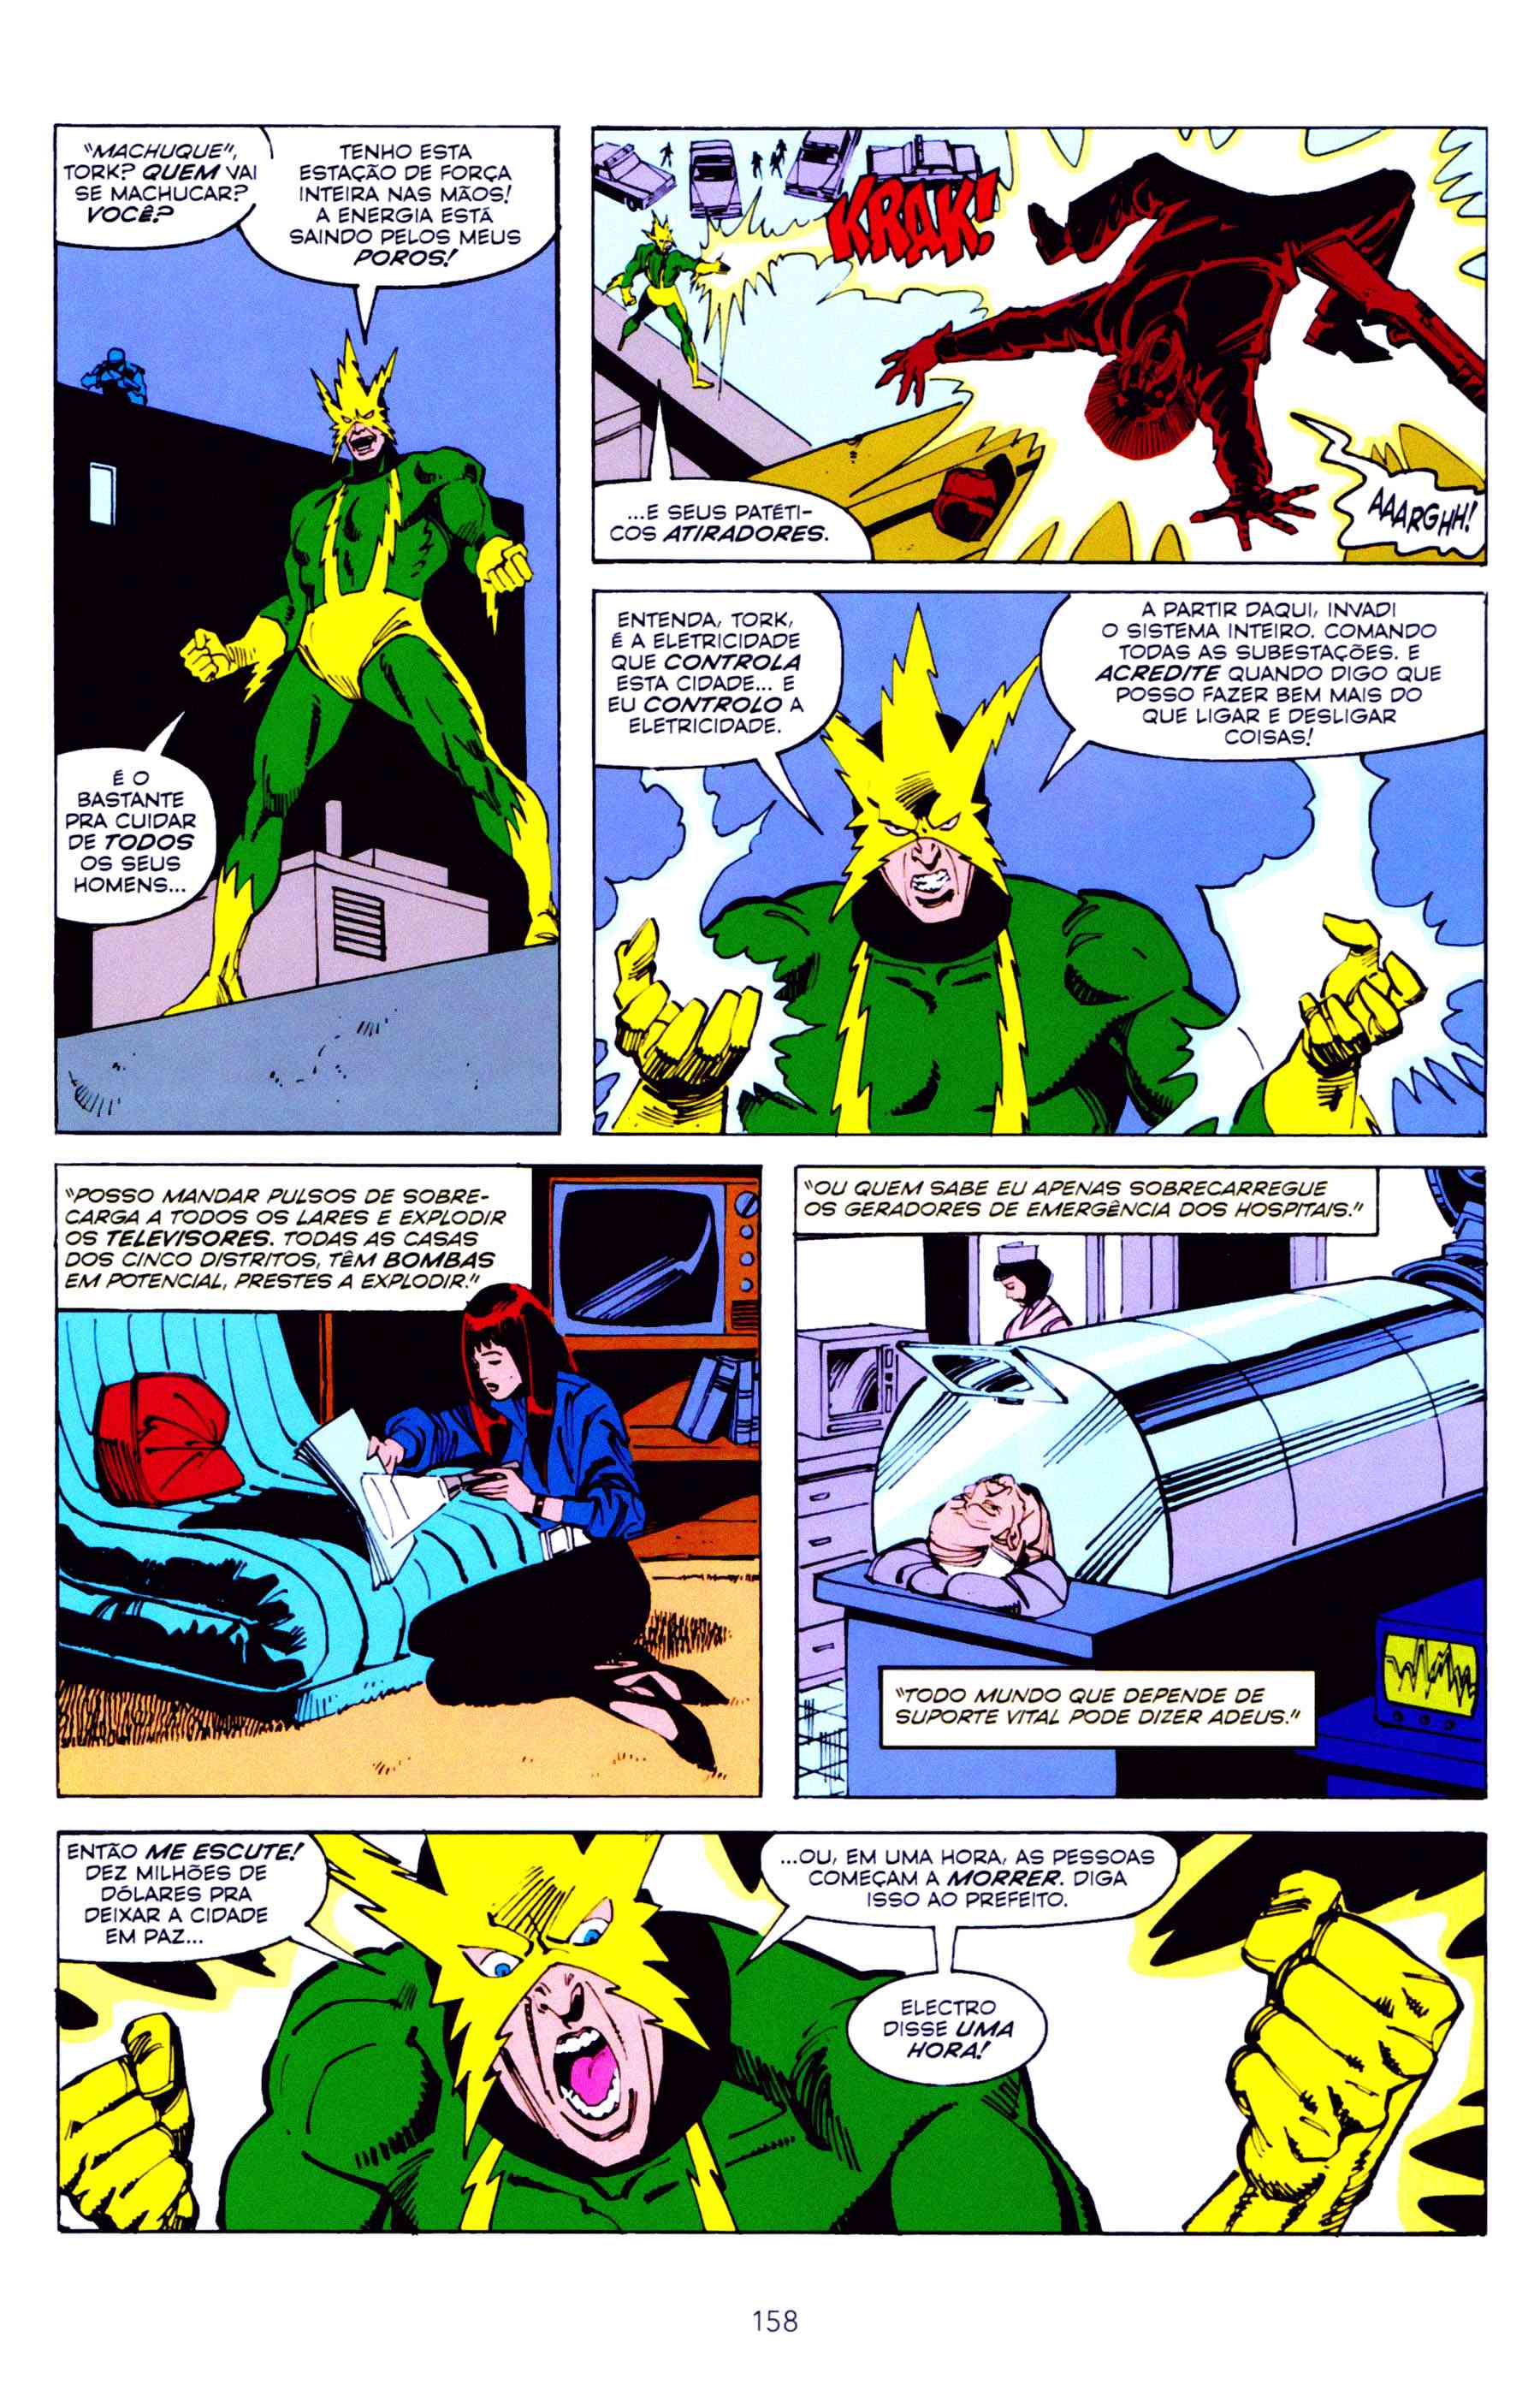 "MACHUQUE",
TORK? QUEM VAI
SE MACHUCAR?
VOCÊ?
TENHO ESTA
ESTAÇÃO DE FORÇA
INTEIRA NAS MÃOS!
A ENERGIA ESTÁ
SAINDO PELOS MEUS
POROS!
É O
BASTANTE
PRA CUIDAR
DE TODOS
OS SEUS
HOMENS...
KRAK!
...E SEUS PATÉTI-
COS ATIRADORES.
AAARGHH!
ENTENDA, TORK,
É A ELETRICIDADE
QUE CONTROLA
ESTA CIDADE... E
EU CONTROLO A
ELETRICIDADE.
A PARTIR DAQUI, INVADI
O SISTEMA INTEIRO. COMANDO
TODAS AS SUBESTAÇÕES. E
ACREDITE QUANDO DIGO QUE
POSSO FAZER BEM MAIS DO
QUE LIGAR E DESLIGAR
COISAS!
"POSSO MANDAR PULSOS DE SOBRE-
CARGA A TODOS OS LARES E EXPLODIR
OS TELEVISORES. TODAS AS CASAS
DOS CINCO DISTRITOS, TÊM BOMBAS
EM POTENCIAL, PRESTES A EXPLODIR."
"OU QUEM SABE EU APENAS SOBRECARREGUE
OS GERADORES DE EMERGÊNCIA DOS HOSPITAIS."
"TODO MUNDO QUE DEPENDE DE
SUPORTE VITAL PODE DIZER ADEUS."
ENTÃO ME ESCUTE!
DEZ MILHÕES DE
DÓLARES PRA
DEIXAR A CIDADE
EM PAZ...
...OU, EM UMA HORA, AS PESSOAS
COMEÇAM A MORRER. DIGA
ISSO AO PREFEITO.
ELECTRO
DISSE UMA
HORA!
158